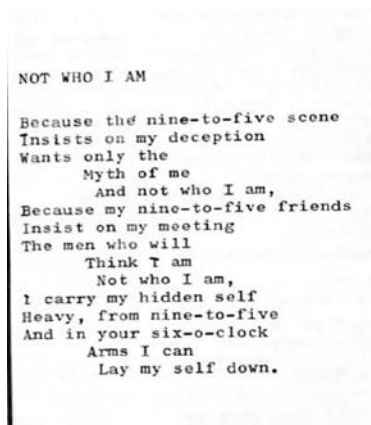 NOT WHO I AM
Because the nine-to-five scene
Insists on my deception
Wants only the
Myth of me
And not who I am,
Because my nine-to-five friends
Insist on my meeting
The men who will
Think I am
Not who I am,
I carry my hidden self
Heavy, from nine-to-five
And in your six-o-clock
Arms I can
Lay my self down.